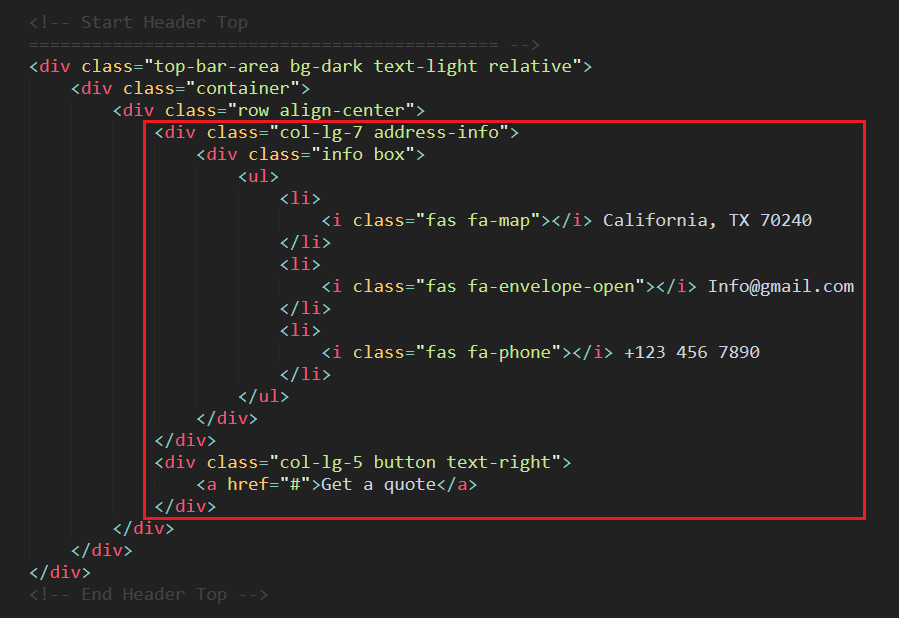 <!-- Start Header Top
============================================= -->
<div class="top-bar-area bg-dark text-light relative">
    <div class="container">
        <div class="row align-center">
            <div class="col-lg-7 address-info">
                <div class="info box">
                    <ul>
                        <li>
                            <i class="fas fa-map"></i> California, TX 70240
                        </li>
                        <li>
                            <i class="fas fa-envelope-open"></i> Info@gmail.com
                        </li>
                        <li>
                            <i class="fas fa-phone"></i> +123 456 7890
                        </li>
                    </ul>
                </div>
            </div>
            <div class="col-lg-5 button text-right">
                <a href="#">Get a quote</a>
            </div>
        </div>
    </div>
</div>
<!-- End Header Top -->